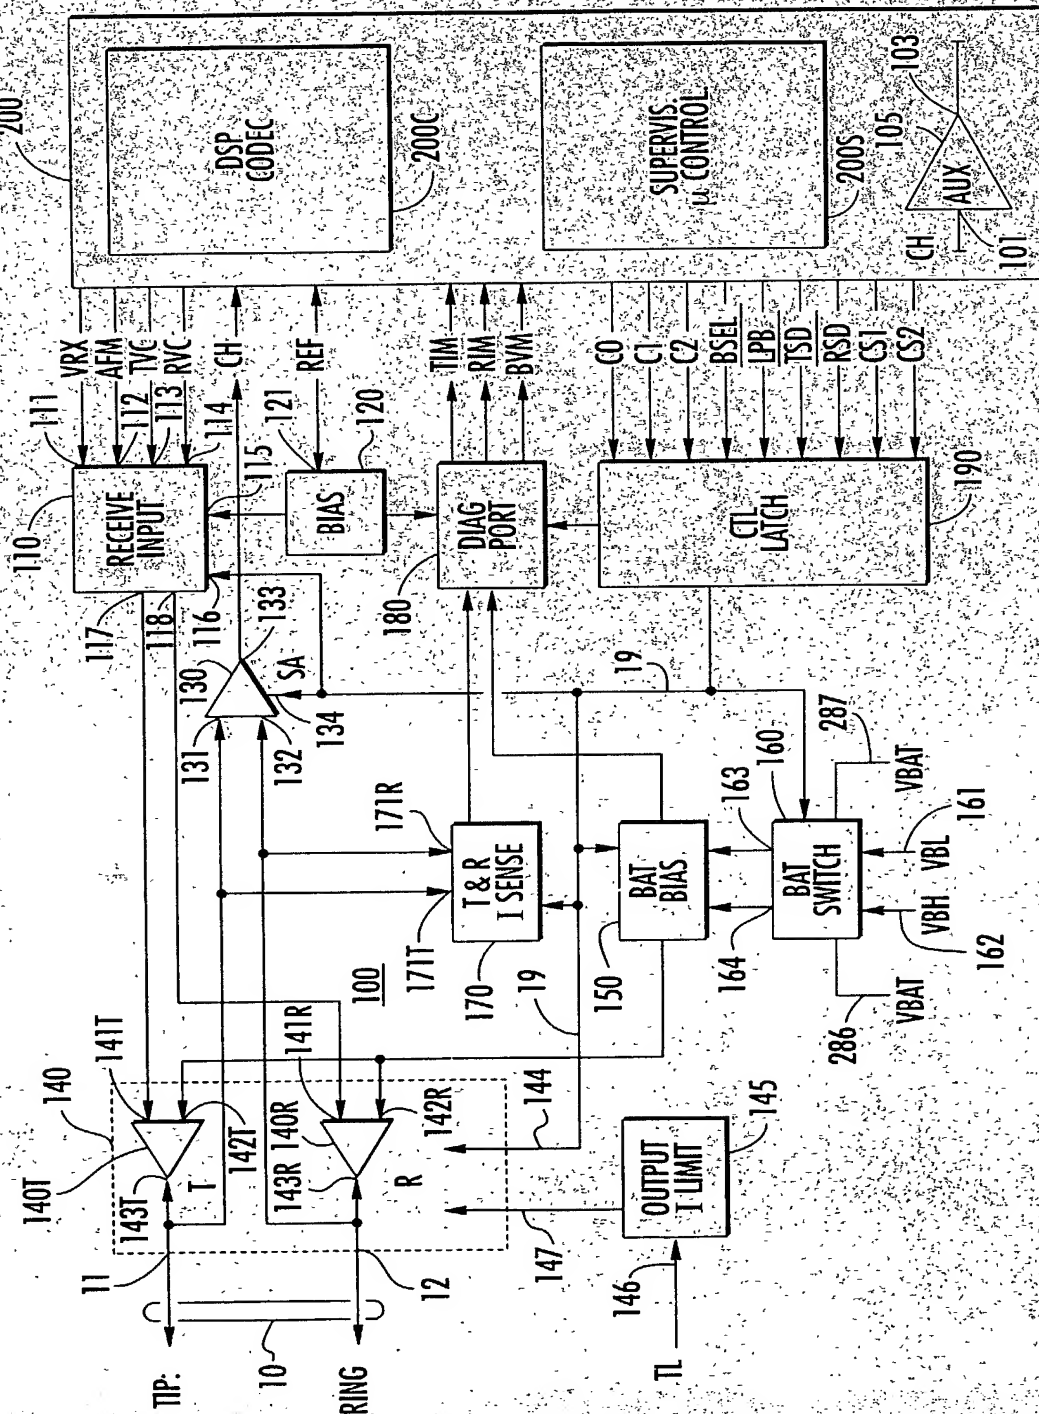 TIP
11
10
RING
12
140
140T
143T
T
141T
142T
140R
143R
141R
142R
R
147
144
TL
146
OUTPUT
I LIMIT
145
100
110
RECEIVE
INPUT
111
112
113
114
115
116
117
118
VRX
AFM
TVC
RVC
CH
REF
130
131
132
133
134
SA
BIAS
120
121
T & R
I SENSE
170
171T
171R
19
19
BAT
BIAS
150
BAT
SWITCH
160
163
164
VBAT
286
VBH
162
VBL
161
VBAT
287
DIAG
PORT
180
TIM
RIM
BVM
CTL
LATCH
190
C0
C1
C2
BSEL
LPB
TSD
RSD
CS1
CS2
200
DSP
CODEC
200C
SUPERVIS.
μ CONTROL
200S
CH
101
AUX
105
103